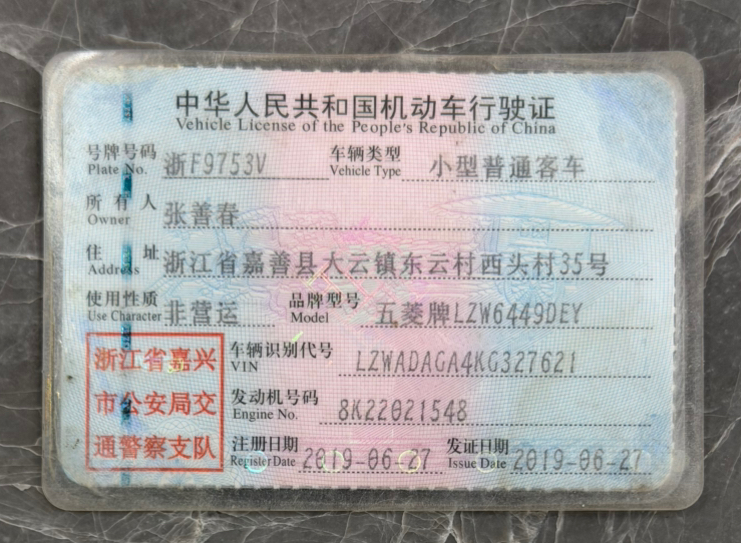 中华人民共和国机动车行驶证
Vehicle License of the People's Republic of China
号牌号码 浙F9753V 车辆类型 小型普通客车
Plate No. Vehicle Type
所有人 张善春
Owner
住址 浙江省嘉善县大云镇东云村西头村35号
Address
使用性质 非营运 品牌型号 五菱牌LZW6449DEY
Use Character Model
浙江省嘉兴
市公安局交
通警察支队
车辆识别代号 LZWADAGA4KG327621
VIN
发动机号码 8K22021548
Engine No.
注册日期 2019-06-27 发证日期 2019-06-27
Register Date Issue Date